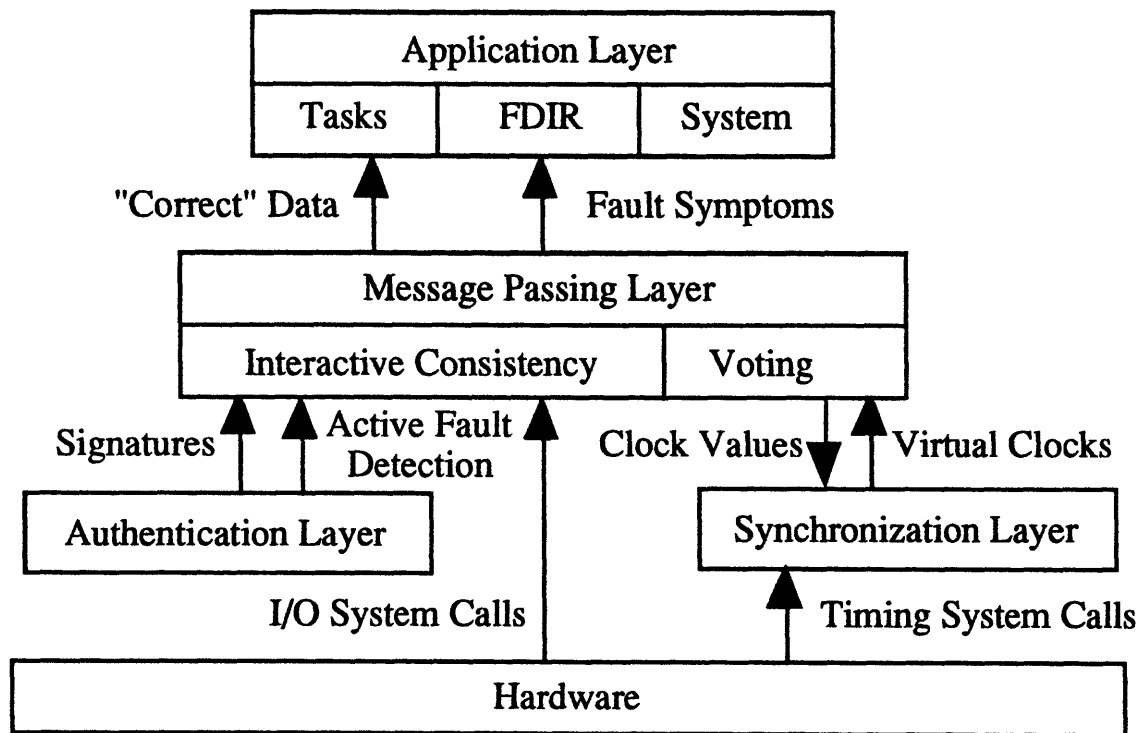 Application Layer
Tasks
FDIR
System
"Correct" Data
Fault Symptoms
Message Passing Layer
Interactive Consistency
Voting
Signatures
Active Fault
Detection
Clock Values
Virtual Clocks
Authentication Layer
Synchronization Layer
I/O System Calls
Timing System Calls
Hardware